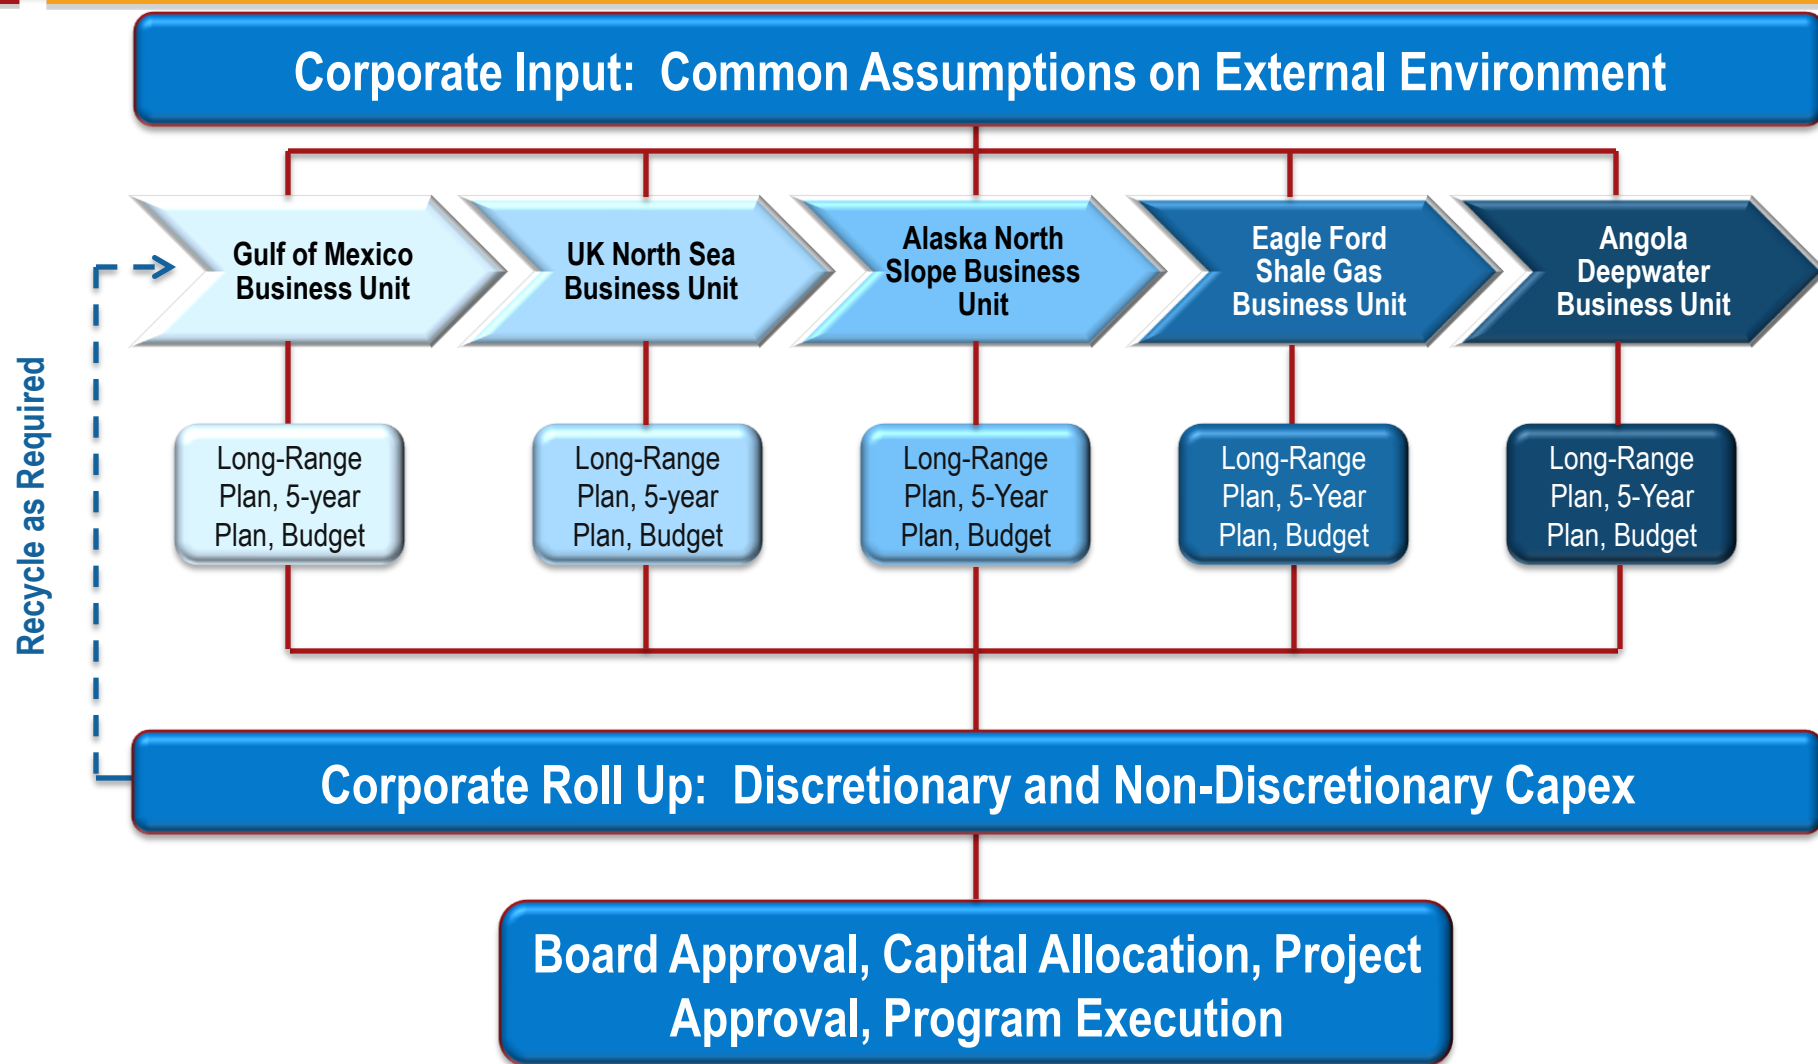 Corporate Input: Common Assumptions on External Environment
Gulf of Mexico
Business Unit
UK North Sea
Business Unit
Alaska North
Slope Business
Unit
Eagle Ford
Shale Gas
Business Unit
Angola
Deepwater
Business Unit
Recycle as Required
Long-Range
Plan, 5-year
Plan, Budget
Long-Range
Plan, 5-year
Plan, Budget
Long-Range
Plan, 5-Year
Plan, Budget
Long-Range
Plan, 5-Year
Plan, Budget
Long-Range
Plan, 5-Year
Plan, Budget
Corporate Roll Up: Discretionary and Non-Discretionary Capex
Board Approval, Capital Allocation, Project
Approval, Program Execution